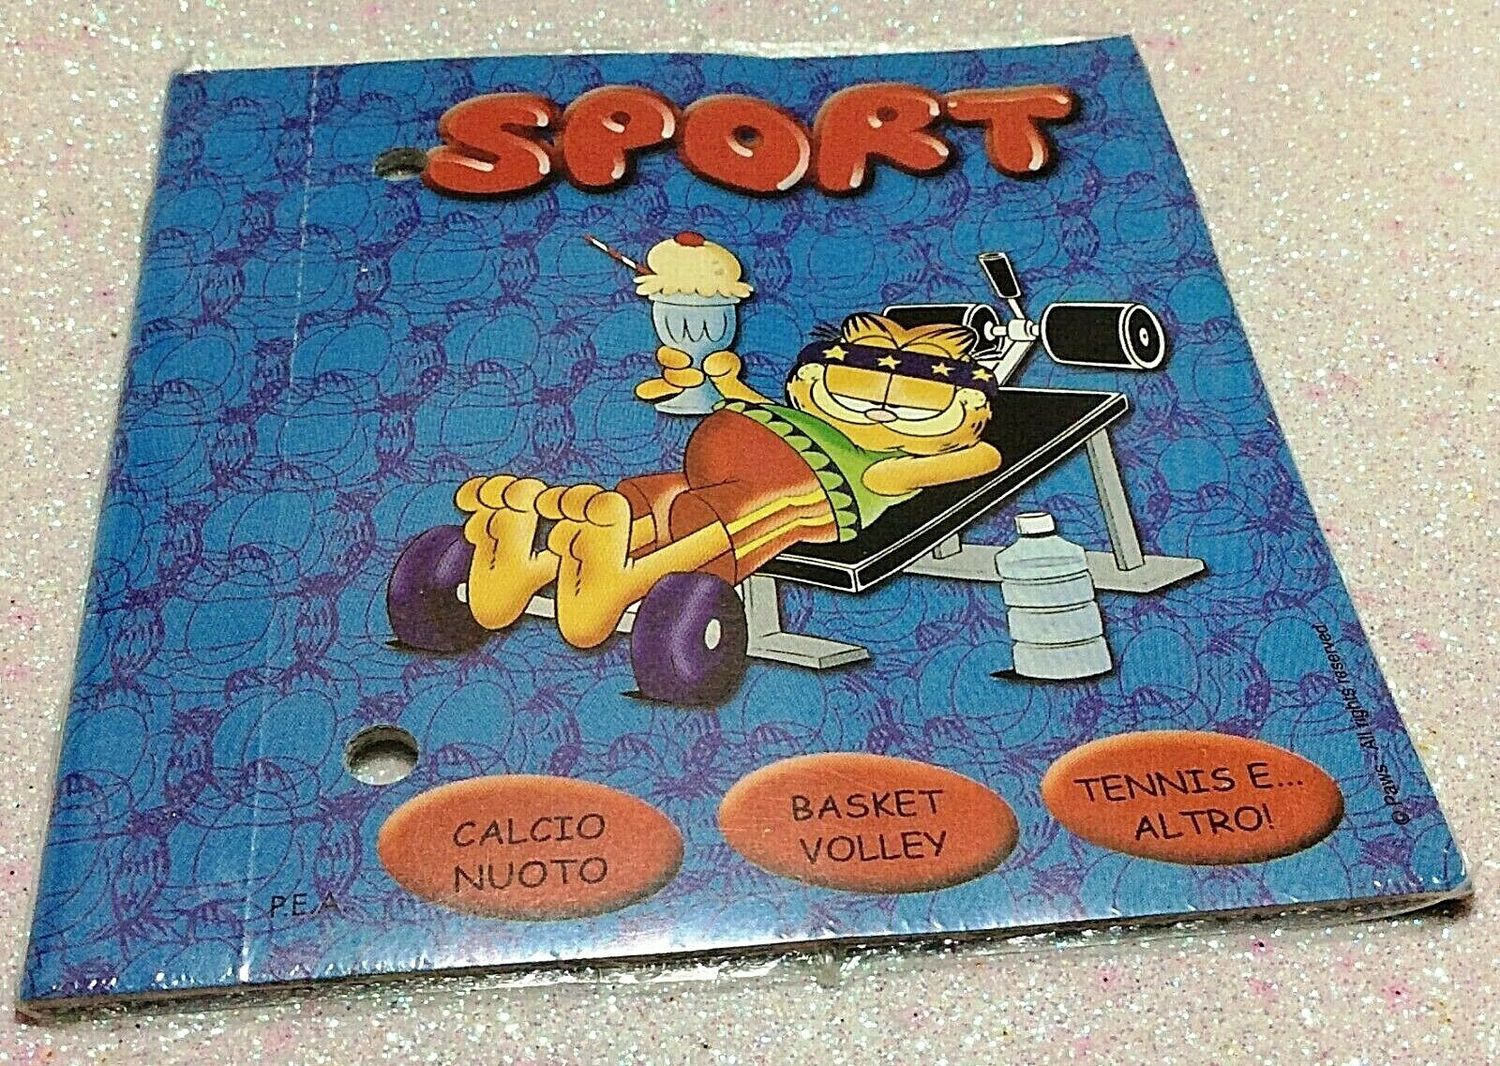 SPORT
© Paws. All rights reserved
CALCIO
NUOTO
BASKET
VOLLEY
TENNIS E...
ALTRO!
P.E.A.